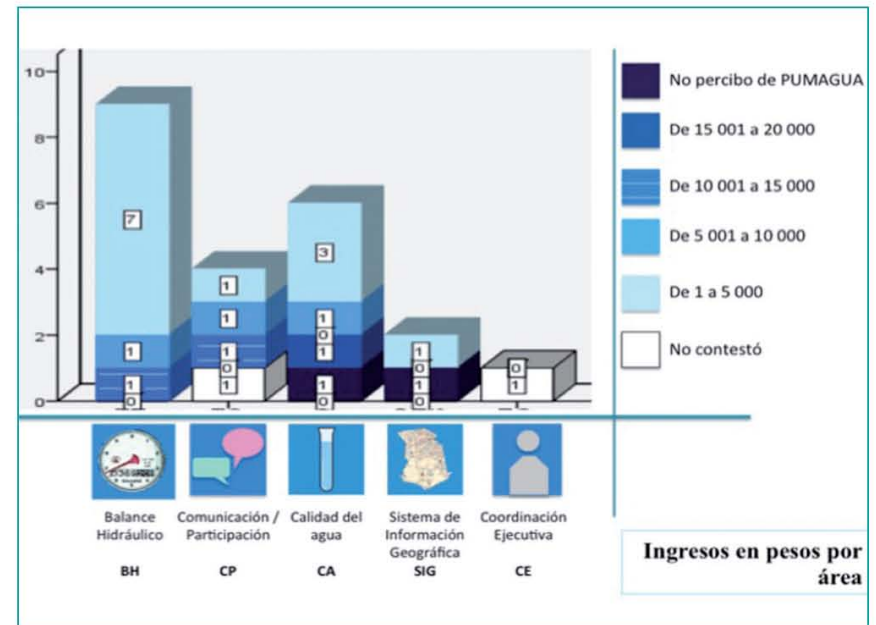 10
8
6
4
2
0
7
1
1
0
1
1
1
0
1
3
1
0
1
1
0
1
0
1
0
0
1
No percibo de PUMAGUA
De 15 001 a 20 000
De 10 001 a 15 000
De 5 001 a 10 000
De 1 a 5 000
No contestó
Balance
Hidráulico
BH
Comunicación /
Participación
CP
Calidad del
agua
CA
Sistema de
Información
Geográfica
SIG
Coordinación
Ejecutiva
CE
Ingresos en pesos por
área